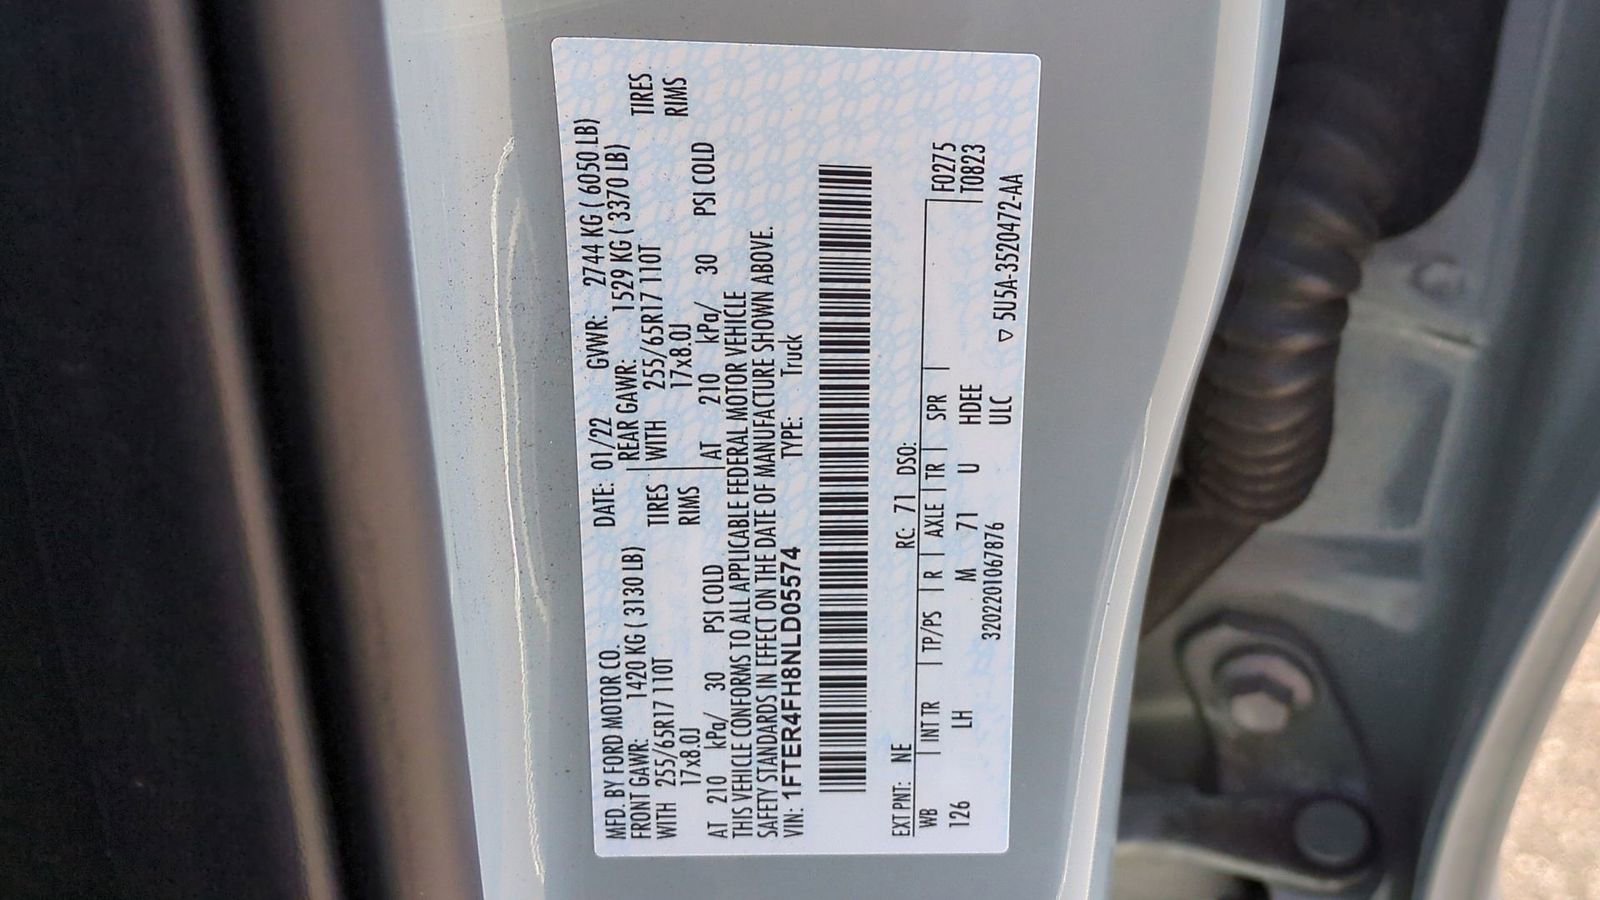 MFD. BY FORD MOTOR CO. DATE: 01/22 GVWR: 2744 KG ( 6050 LB)
FRONT GAWR: 1420 KG ( 3130 LB) REAR GAWR: 1529 KG ( 3370 LB)
WITH 255/65R17 110T TIRES WITH 255/65R17 110T TIRES
17x8.0J RIMS 17x8.0J RIMS
AT 210 kPa/ 30 PSI COLD AT 210 kPa/ 30 PSI COLD
THIS VEHICLE CONFORMS TO ALL APPLICABLE FEDERAL MOTOR VEHICLE
SAFETY STANDARDS IN EFFECT ON THE DATE OF MANUFACTURE SHOWN ABOVE.
VIN: 1FTER4FH8NLD05574 TYPE: Truck
EXT PNT: NE RC: 71 DSO:
WB INT TR TP/PS R AXLE TR SPR F0275
126 LH M 71 U HDEE T0823
3202201067876 ULC ▽ 5U5A-3520472-AA